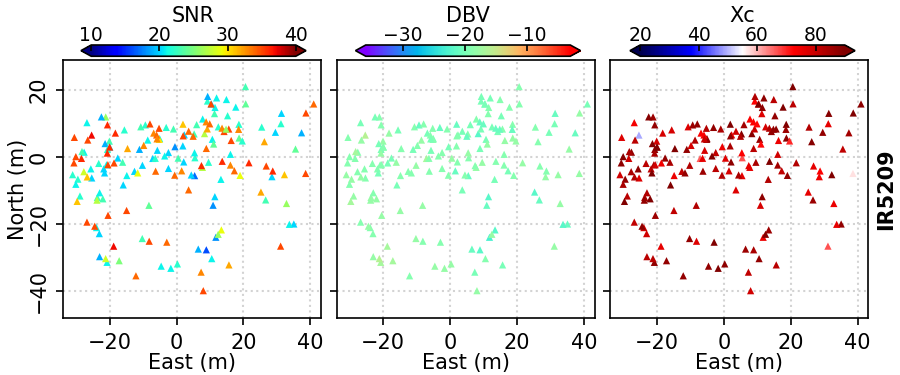 SNR DBV Xc
10 20 30 40 −30 −20 −10 20 40 60 80
20
0
−20
−40
North (m)
−20 0 20 40 −20 0 20 40 −20 0 20 40
East (m) East (m) East (m)
IR5209